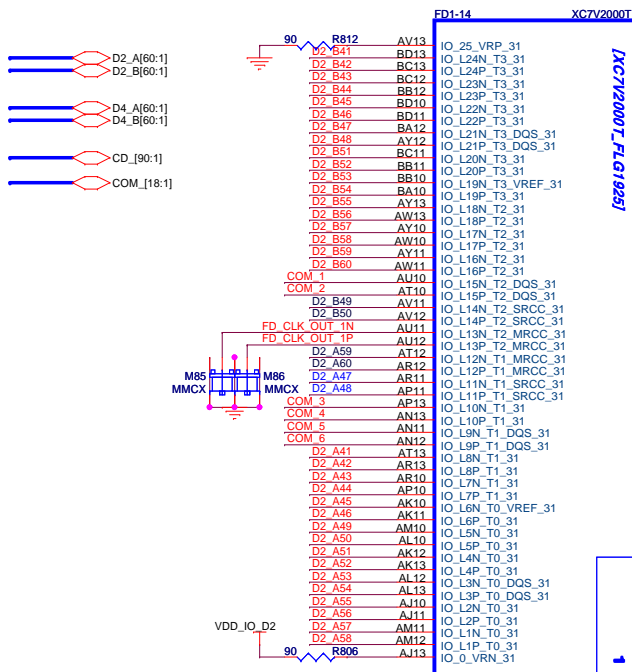 FD1-14 XC7V2000T
[XC7V2000T_FLG1925]
D2_A[60:1]
D2_B[60:1]
D4_A[60:1]
D4_B[60:1]
CD_[90:1]
COM_[18:1]
90 R812 AV13 IO_25_VRP_31
D2_B41 BD13 IO_L24N_T3_31
D2_B42 BC13 IO_L24P_T3_31
D2_B43 BC12 IO_L23N_T3_31
D2_B44 BB12 IO_L23P_T3_31
D2_B45 BD10 IO_L22N_T3_31
D2_B46 BD11 IO_L22P_T3_31
D2_B47 BA12 IO_L21N_T3_DQS_31
D2_B48 AY12 IO_L21P_T3_DQS_31
D2_B51 BC11 IO_L20N_T3_31
D2_B52 BB11 IO_L20P_T3_31
D2_B53 BB10 IO_L19N_T3_VREF_31
D2_B54 BA10 IO_L19P_T3_31
D2_B55 AY13 IO_L18N_T2_31
D2_B56 AW13 IO_L18P_T2_31
D2_B57 AY10 IO_L17N_T2_31
D2_B58 AW10 IO_L17P_T2_31
D2_B59 AY11 IO_L16N_T2_31
D2_B60 AW11 IO_L16P_T2_31
COM_1 AU10 IO_L15N_T2_DQS_31
COM_2 AT10 IO_L15P_T2_DQS_31
D2_B49 AV11 IO_L14N_T2_SRCC_31
D2_B50 AV12 IO_L14P_T2_SRCC_31
FD_CLK_OUT_1N AU11 IO_L13N_T2_MRCC_31
FD_CLK_OUT_1P AU12 IO_L13P_T2_MRCC_31
D2_A59 AT12 IO_L12N_T1_MRCC_31
D2_A60 AR12 IO_L12P_T1_MRCC_31
M85 M86 D2_A47 AR11 IO_L11N_T1_SRCC_31
MMCX MMCX D2_A48 AP11 IO_L11P_T1_SRCC_31
COM_3 AP13 IO_L10N_T1_31
COM_4 AN13 IO_L10P_T1_31
COM_5 AN11 IO_L9N_T1_DQS_31
COM_6 AN12 IO_L9P_T1_DQS_31
D2_A41 AT13 IO_L8N_T1_31
D2_A42 AR13 IO_L8P_T1_31
D2_A43 AR10 IO_L7N_T1_31
D2_A44 AP10 IO_L7P_T1_31
D2_A45 AK10 IO_L6N_T0_VREF_31
D2_A46 AK11 IO_L6P_T0_31
D2_A49 AM10 IO_L5N_T0_31
D2_A50 AL10 IO_L5P_T0_31
D2_A51 AK12 IO_L4N_T0_31
D2_A52 AK13 IO_L4P_T0_31
D2_A53 AL12 IO_L3N_T0_DQS_31
D2_A54 AL13 IO_L3P_T0_DQS_31
D2_A55 AJ10 IO_L2N_T0_31
D2_A56 AJ11 IO_L2P_T0_31
VDD_IO_D2 D2_A57 AM11 IO_L1N_T0_31
D2_A58 AM12 IO_L1P_T0_31
90 R806 AJ13 IO_0_VRN_31
1